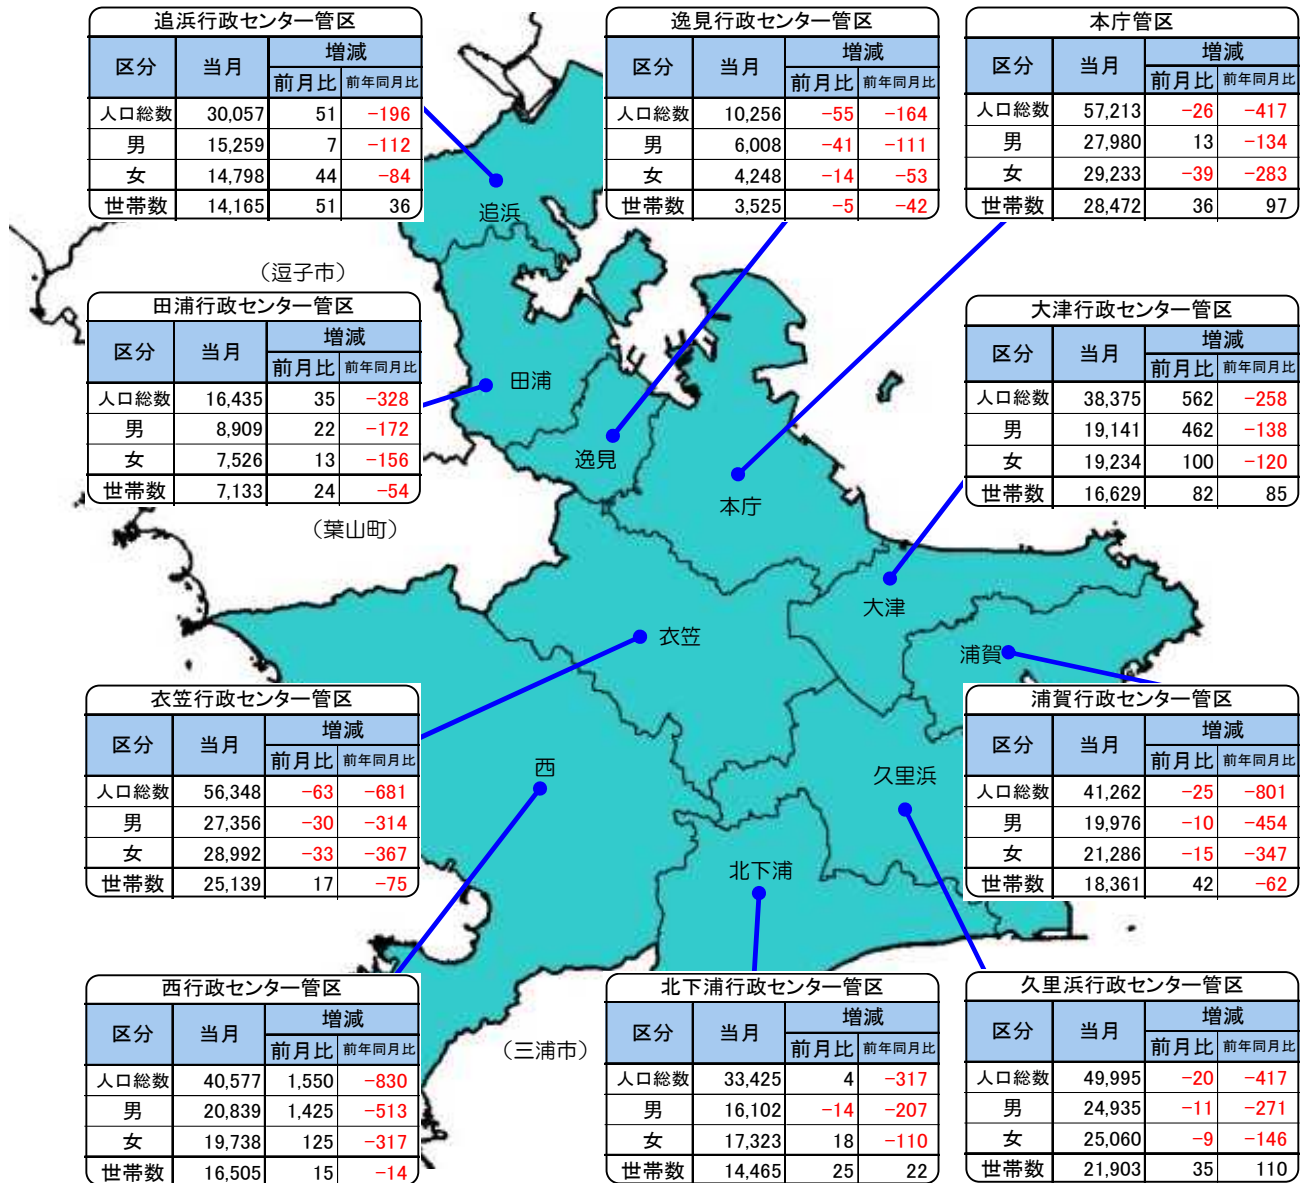 追浜行政センター管区
区分 当月 増減
前月比 前年同月比
人口総数 30,057 51 -196
男 15,259 7 -112
女 14,798 44 -84
世帯数 14,165 51 36
逸見行政センター管区
区分 当月 増減
前月比 前年同月比
人口総数 10,256 -55 -164
男 6,008 -41 -111
女 4,248 -14 -53
世帯数 3,525 -5 -42
本庁管区
区分 当月 増減
前月比 前年同月比
人口総数 57,213 -26 -417
男 27,980 13 -134
女 29,233 -39 -283
世帯数 28,472 36 97
追浜
（逗子市）
田浦行政センター管区
区分 当月 増減
前月比 前年同月比
人口総数 16,435 35 -328
男 8,909 22 -172
女 7,526 13 -156
世帯数 7,133 24 -54
大津行政センター管区
区分 当月 増減
前月比 前年同月比
人口総数 38,375 562 -258
男 19,141 462 -138
女 19,234 100 -120
世帯数 16,629 82 85
田浦
逸見
本庁
（葉山町）
大津
衣笠
浦賀
衣笠行政センター管区
区分 当月 増減
前月比 前年同月比
人口総数 56,348 -63 -681
男 27,356 -30 -314
女 28,992 -33 -367
世帯数 25,139 17 -75
浦賀行政センター管区
区分 当月 増減
前月比 前年同月比
人口総数 41,262 -25 -801
男 19,976 -10 -454
女 21,286 -15 -347
世帯数 18,361 42 -62
西
久里浜
北下浦
西行政センター管区
区分 当月 増減
前月比 前年同月比
人口総数 40,577 1,550 -830
男 20,839 1,425 -513
女 19,738 125 -317
世帯数 16,505 15 -14
（三浦市）
北下浦行政センター管区
区分 当月 増減
前月比 前年同月比
人口総数 33,425 4 -317
男 16,102 -14 -207
女 17,323 18 -110
世帯数 14,465 25 22
久里浜行政センター管区
区分 当月 増減
前月比 前年同月比
人口総数 49,995 -20 -417
男 24,935 -11 -271
女 25,060 -9 -146
世帯数 21,903 35 110